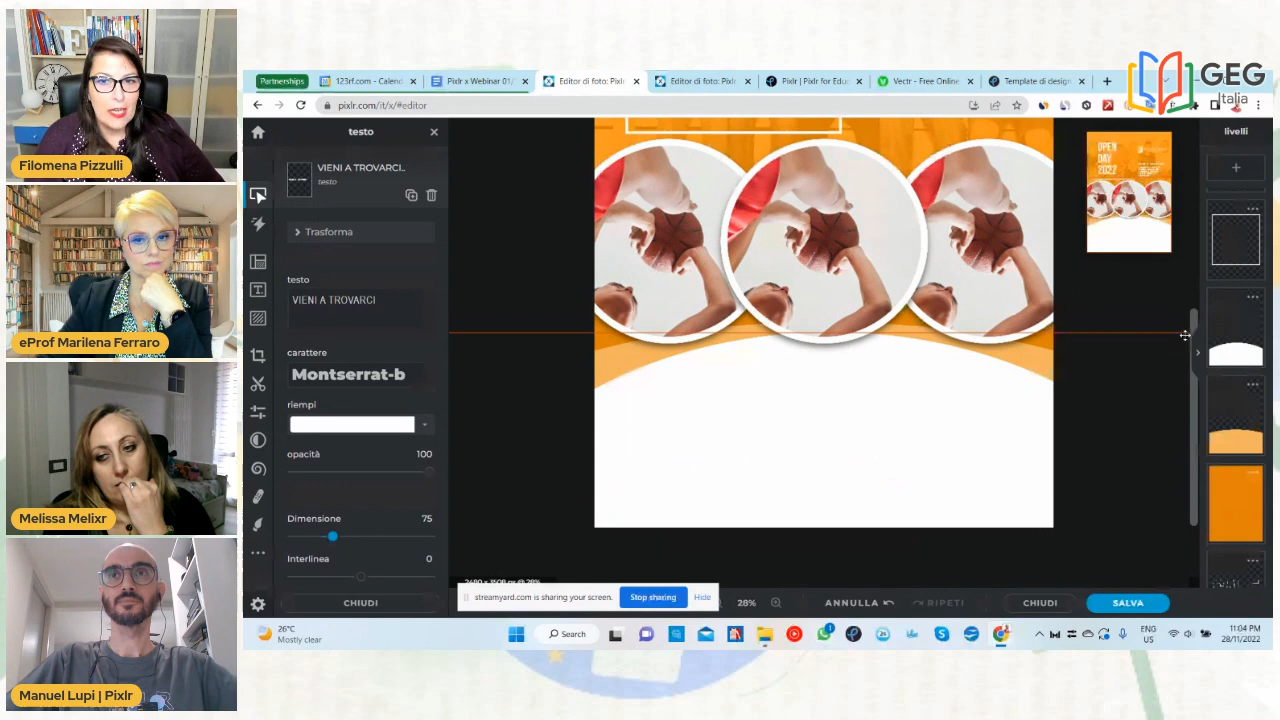 Filomena Pizzulli
eProf Marilena Ferraro
Melissa Melixr
Manuel Lupi | Pixlr
GEG
Italia
Partnerships
123rf.com - Calend
Pixlr x Webinar 01/
Editor di foto: Pixl
Editor di foto: Pixl
Pixlr | Pixlr for Edu
Vectr - Free Online
Template di design
pixlr.com/it/x/#editor
testo
VIENI A TROVARCI..
testo
Trasforma
testo
VIENI A TROVARCI
carattere
Montserrat-b
riempi
opacità 100
Dimensione 75
Interlinea 0
CHIUDI
OPEN
DAY
2022
livelli
streamyard.com is sharing your screen.
Stop sharing
Hide
28%
ANNULLA
RIPETI
CHIUDI
SALVA
26°C
Mostly clear
Search
ENG
US
11:04 PM
28/11/2022